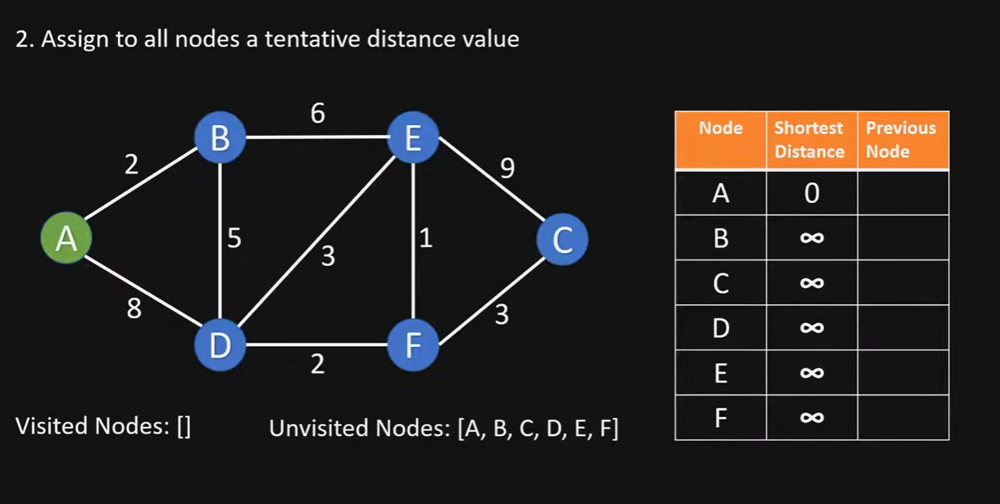 2. Assign to all nodes a tentative distance value
6
B
E
2
9
A
5
3
1
C
8
3
D
F
2
Visited Nodes: []
Unvisited Nodes: [A, B, C, D, E, F]
Node Shortest Distance Previous Node
A 0
B ∞
C ∞
D ∞
E ∞
F ∞